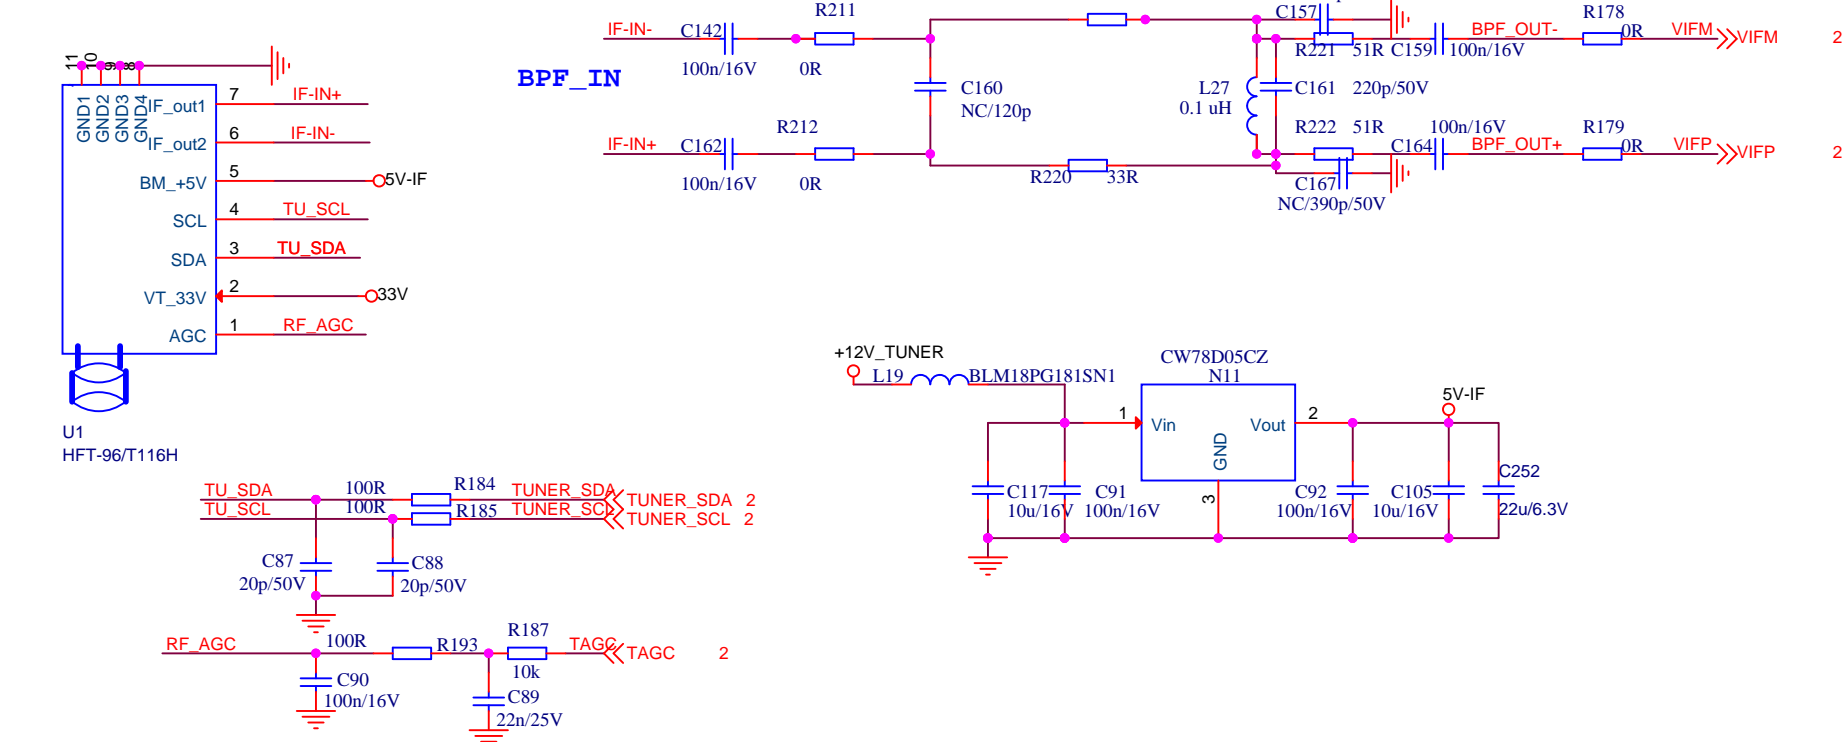 R211
C157
R178
IF-IN-
C142
R221
51R
C159
BPF_OUT-
0R
VIFM
VIFM
2
100n/16V
0R
100n/16V
BPF_IN
11
10
9
8
GND1
GND2
GND3
GND4
IF_out1
7
IF-IN+
IF_out2
6
IF-IN-
BM_+5V
5
5V-IF
SCL
4
TU_SCL
SDA
3
TU_SDA
VT_33V
2
33V
AGC
1
RF_AGC
U1
HFT-96/T116H
C160
NC/120p
L27
0.1 uH
C161
220p/50V
R212
R222
51R
100n/16V
R179
IF-IN+
C162
C164
BPF_OUT+
0R
VIFP
VIFP
2
100n/16V
0R
R220
33R
C167
NC/390p/50V
+12V_TUNER
L19
BLM18PG181SN1
CW78D05CZ
N11
1
Vin
GND
Vout
2
3
5V-IF
C117
10u/16V
C91
100n/16V
C92
100n/16V
C105
10u/16V
C252
22u/6.3V
TU_SDA
100R
R184
TUNER_SDA
TUNER_SDA
2
TU_SCL
100R
R185
TUNER_SCL
TUNER_SCL
2
C87
20p/50V
C88
20p/50V
RF_AGC
100R
R193
R187
10k
TAGC
TAGC
2
C90
100n/16V
C89
22n/25V